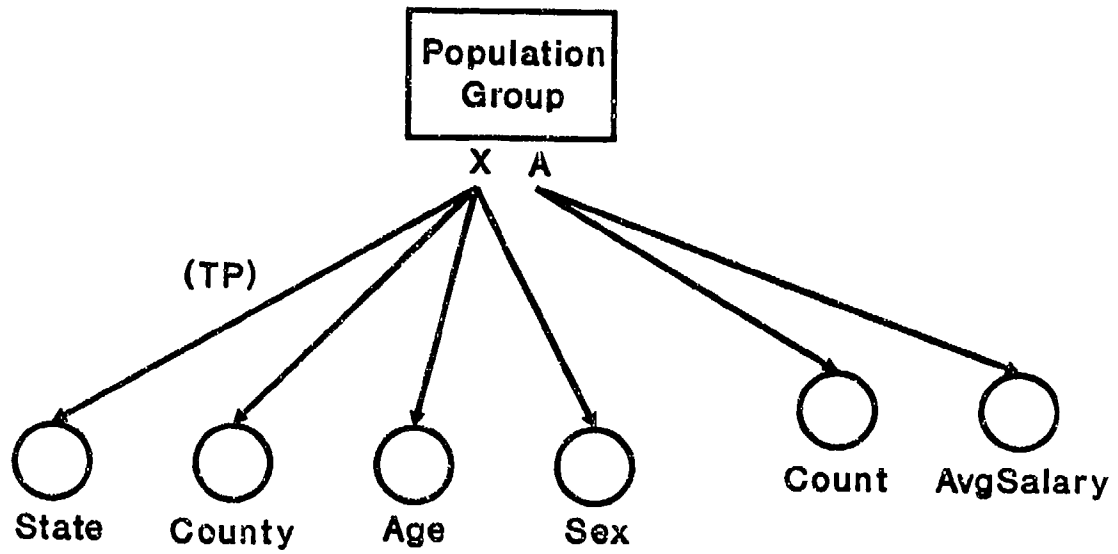 Population
Group
X A
(TP)
State
County
Age
Sex
Count
AvgSalary